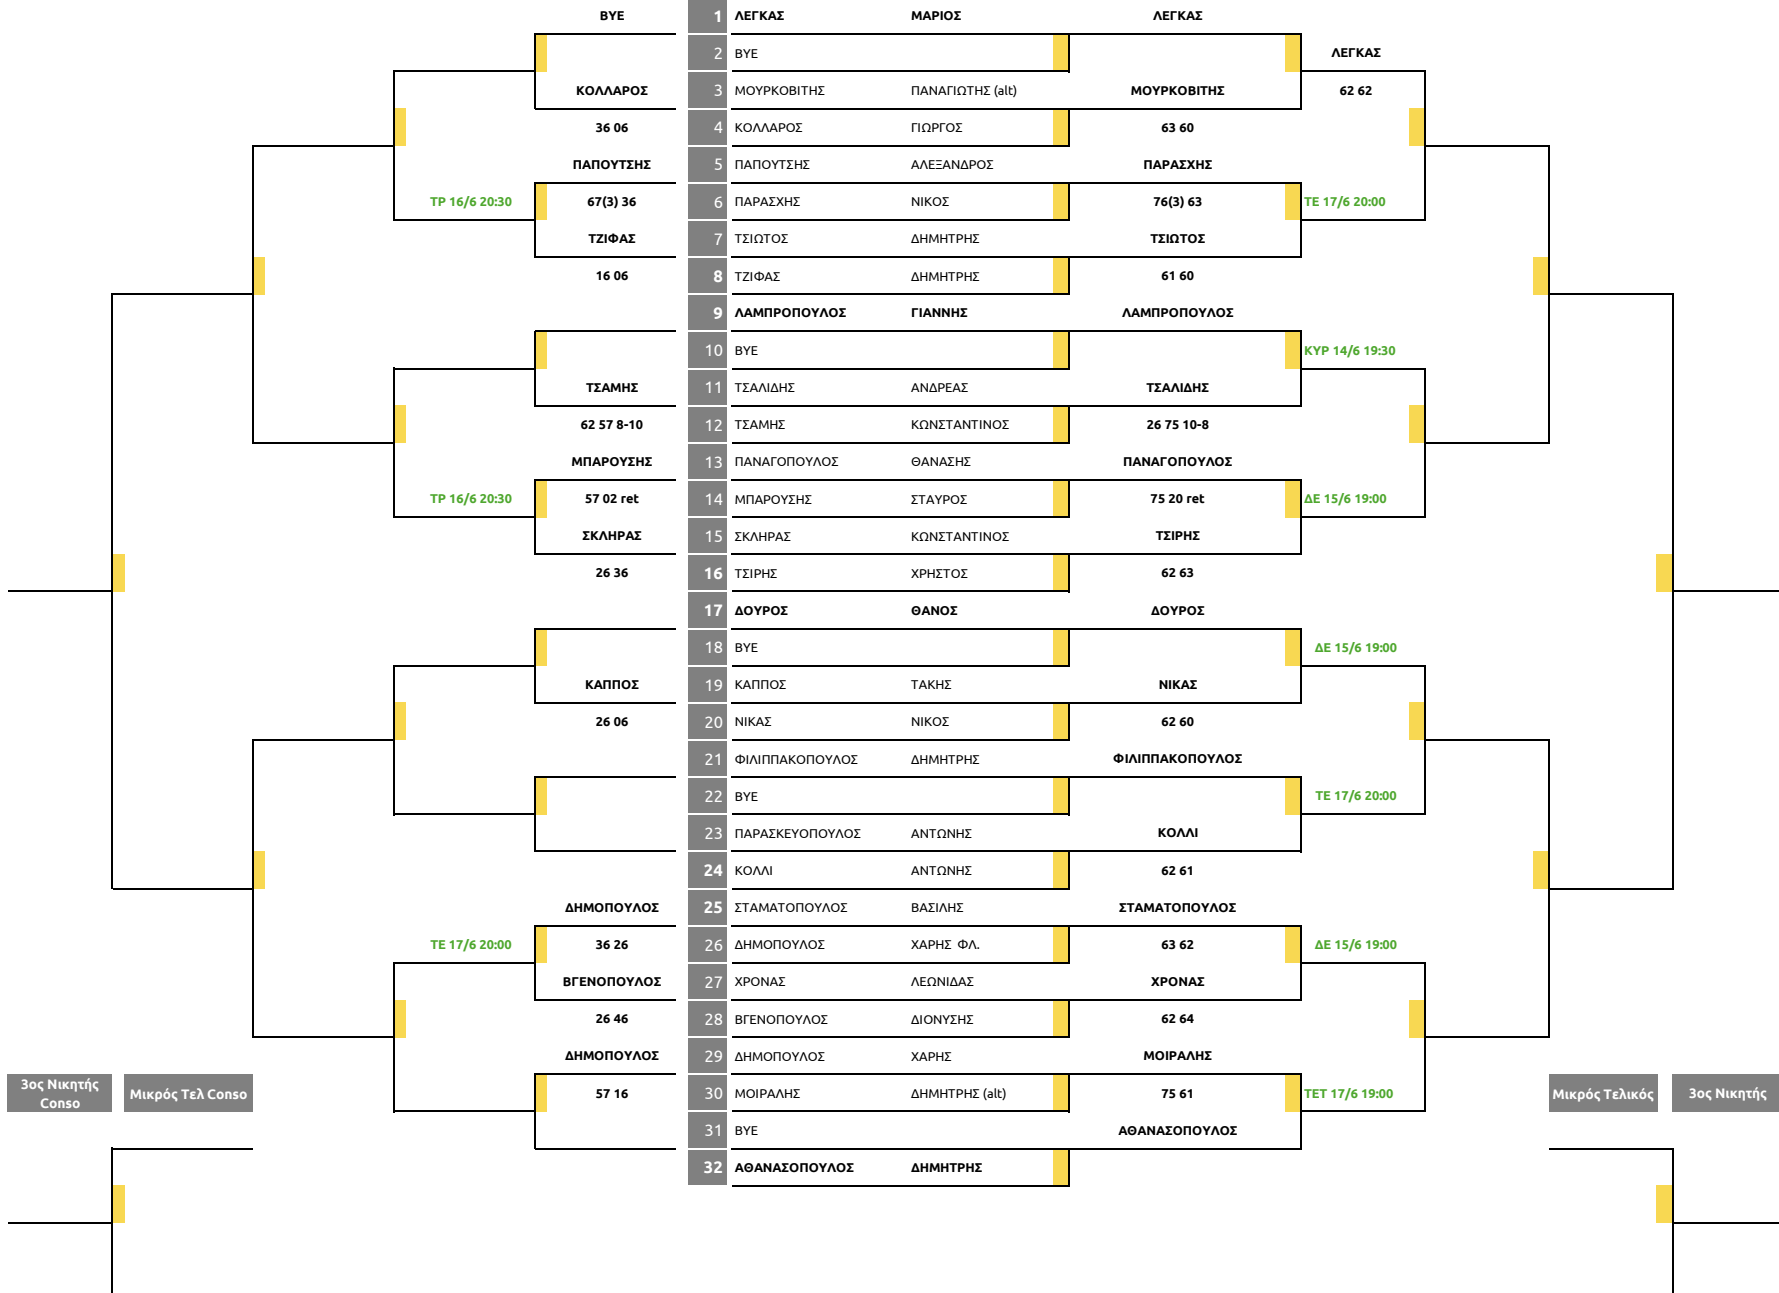 BYE 1 ΛΕΓΚΑΣ ΜΑΡΙΟΣ ΛΕΓΚΑΣ
2 BYE ΛΕΓΚΑΣ
ΚΟΛΛΑΡΟΣ 3 ΜΟΥΡΚΟΒΙΤΗΣ ΠΑΝΑΓΙΩΤΗΣ (alt) ΜΟΥΡΚΟΒΙΤΗΣ 62 62
36 06 4 ΚΟΛΛΑΡΟΣ ΓΙΩΡΓΟΣ 63 60
ΠΑΠΟΥΤΣΗΣ 5 ΠΑΠΟΥΤΣΗΣ ΑΛΕΞΑΝΔΡΟΣ ΠΑΡΑΣΧΗΣ
ΤΡ 16/6 20:30 67(3) 36 6 ΠΑΡΑΣΧΗΣ ΝΙΚΟΣ 76(3) 63 ΤΕ 17/6 20:00
ΤΖΙΦΑΣ 7 ΤΣΙΩΤΟΣ ΔΗΜΗΤΡΗΣ ΤΣΙΩΤΟΣ
16 06 8 ΤΖΙΦΑΣ ΔΗΜΗΤΡΗΣ 61 60
9 ΛΑΜΠΡΟΠΟΥΛΟΣ ΓΙΑΝΝΗΣ ΛΑΜΠΡΟΠΟΥΛΟΣ
10 BYE ΚΥΡ 14/6 19:30
ΤΣΑΜΗΣ 11 ΤΣΑΛΙΔΗΣ ΑΝΔΡΕΑΣ ΤΣΑΛΙΔΗΣ
62 57 8-10 12 ΤΣΑΜΗΣ ΚΩΝΣΤΑΝΤΙΝΟΣ 26 75 10-8
ΜΠΑΡΟΥΣΗΣ 13 ΠΑΝΑΓΟΠΟΥΛΟΣ ΘΑΝΑΣΗΣ ΠΑΝΑΓΟΠΟΥΛΟΣ
ΤΡ 16/6 20:30 57 02 ret 14 ΜΠΑΡΟΥΣΗΣ ΣΤΑΥΡΟΣ 75 20 ret ΔΕ 15/6 19:00
ΣΚΛΗΡΑΣ 15 ΣΚΛΗΡΑΣ ΚΩΝΣΤΑΝΤΙΝΟΣ ΤΣΙΡΗΣ
26 36 16 ΤΣΙΡΗΣ ΧΡΗΣΤΟΣ 62 63
17 ΔΟΥΡΟΣ ΘΑΝΟΣ ΔΟΥΡΟΣ
18 BYE ΔΕ 15/6 19:00
ΚΑΠΠΟΣ 19 ΚΑΠΠΟΣ ΤΑΚΗΣ ΝΙΚΑΣ
26 06 20 ΝΙΚΑΣ ΝΙΚΟΣ 62 60
21 ΦΙΛΙΠΠΑΚΟΠΟΥΛΟΣ ΔΗΜΗΤΡΗΣ ΦΙΛΙΠΠΑΚΟΠΟΥΛΟΣ
22 BYE ΤΕ 17/6 20:00
23 ΠΑΡΑΣΚΕΥΟΠΟΥΛΟΣ ΑΝΤΩΝΗΣ ΚΟΛΛΙ
24 ΚΟΛΛΙ ΑΝΤΩΝΗΣ 62 61
ΔΗΜΟΠΟΥΛΟΣ 25 ΣΤΑΜΑΤΟΠΟΥΛΟΣ ΒΑΣΙΛΗΣ ΣΤΑΜΑΤΟΠΟΥΛΟΣ
ΤΕ 17/6 20:00 36 26 26 ΔΗΜΟΠΟΥΛΟΣ ΧΑΡΗΣ ΦΛ. 63 62 ΔΕ 15/6 19:00
ΒΓΕΝΟΠΟΥΛΟΣ 27 ΧΡΟΝΑΣ ΛΕΩΝΙΔΑΣ ΧΡΟΝΑΣ
26 46 28 ΒΓΕΝΟΠΟΥΛΟΣ ΔΙΟΝΥΣΗΣ 62 64
ΔΗΜΟΠΟΥΛΟΣ 29 ΔΗΜΟΠΟΥΛΟΣ ΧΑΡΗΣ ΜΟΙΡΑΛΗΣ
3ος Νικητής
Conso Μικρός Τελ Conso 57 16 30 ΜΟΙΡΑΛΗΣ ΔΗΜΗΤΡΗΣ (alt) 75 61 ΤΕΤ 17/6 19:00 Μικρός Τελικός 3ος Νικητής
31 BYE ΑΘΑΝΑΣΟΠΟΥΛΟΣ
32 ΑΘΑΝΑΣΟΠΟΥΛΟΣ ΔΗΜΗΤΡΗΣ